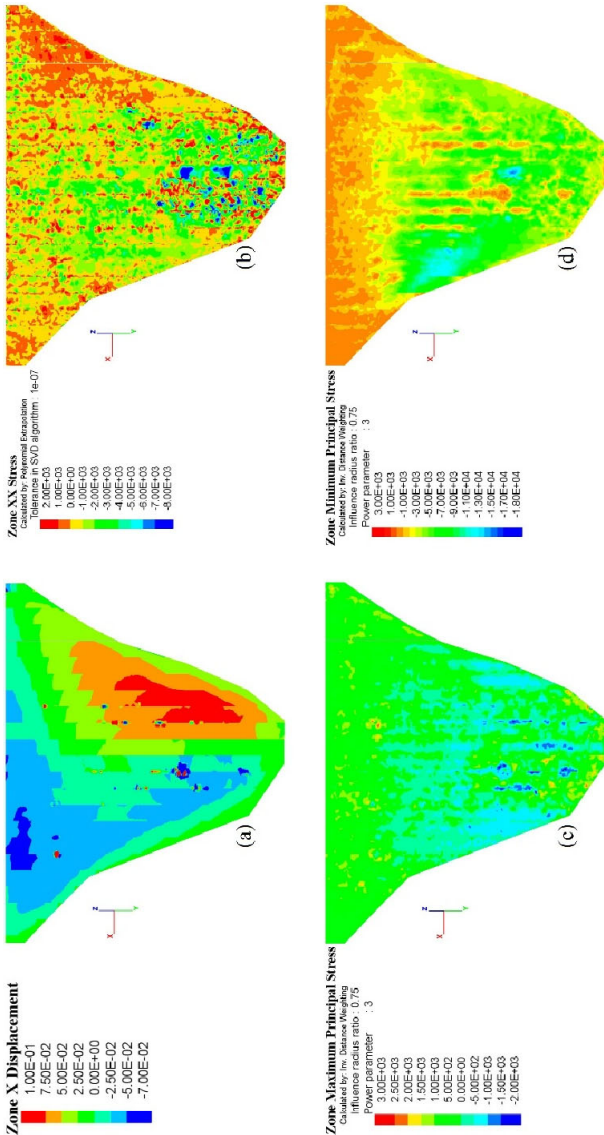 Zone X Displacement
1.00E-01
7.50E-02
5.00E-02
2.50E-02
0.00E+00
-2.50E-02
-5.00E-02
-7.00E-02
Z
X
Y
(a)
Zone XX Stress
Calculated by: Polynomial Extrapolation
Tolerance in SVD algorithm : 1e-07
2.00E+03
1.00E+03
0.00E+00
-1.00E+03
-2.00E+03
-3.00E+03
-4.00E+03
-5.00E+03
-6.00E+03
-7.00E+03
-8.00E+03
Z
X
Y
(b)
Zone Maximum Principal Stress
Calculated by: Inv. Distance Weighting
Influence radius ratio : 0.75
Power parameter : 3
3.00E+03
2.50E+03
2.00E+03
1.50E+03
1.00E+03
5.00E+02
0.00E+00
-5.00E+02
-1.00E+03
-1.50E+03
-2.00E+03
Z
X
Y
(c)
Zone Minimum Principal Stress
Calculated by: Inv. Distance Weighting
Influence radius ratio : 0.75
Power parameter : 3
3.00E+03
1.00E+03
-1.00E+03
-3.00E+03
-5.00E+03
-7.00E+03
-9.00E+03
-1.10E+04
-1.30E+04
-1.50E+04
-1.70E+04
-1.80E+04
Z
X
Y
(d)